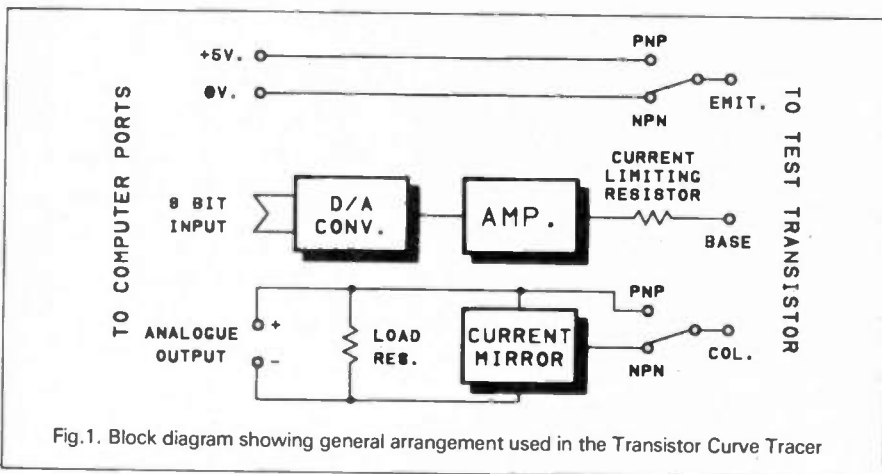 TO COMPUTER PORTS
+5V.
0V.
PNP
NPN
EMIT.
8 BIT
INPUT
D/A
CONV.
AMP.
CURRENT
LIMITING
RESISTOR
BASE
ANALOGUE
OUTPUT
+
-
LOAD
RES.
CURRENT
MIRROR
PNP
NPN
COL.
TO TEST TRANSISTOR
Fig.1. Block diagram showing general arrangement used in the Transistor Curve Tracer